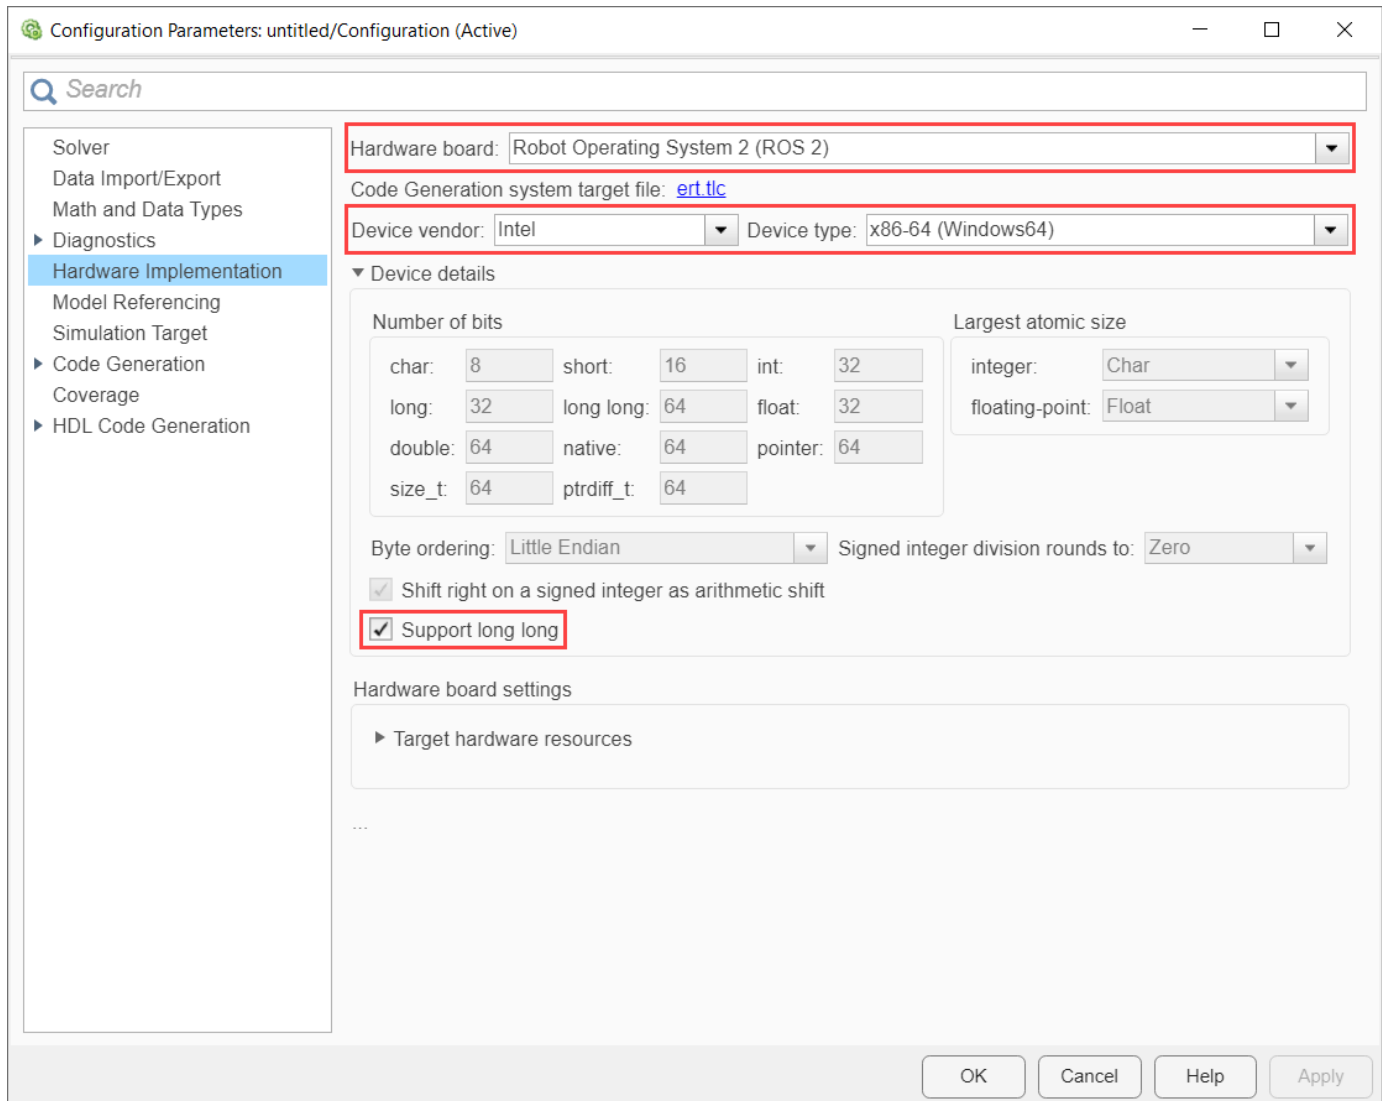 Configuration Parameters: untitled/Configuration (Active)
Search
Solver
Data Import/Export
Math and Data Types
Diagnostics
Hardware Implementation
Model Referencing
Simulation Target
Code Generation
Coverage
HDL Code Generation
Hardware board: Robot Operating System 2 (ROS 2)
Code Generation system target file: ert.tlc
Device vendor: Intel Device type: x86-64 (Windows64)
Device details
Number of bits
char: 8 short: 16 int: 32
long: 32 long long: 64 float: 32
double: 64 native: 64 pointer: 64
size_t: 64 ptrdiff_t: 64
Largest atomic size
integer: Char
floating-point: Float
Byte ordering: Little Endian Signed integer division rounds to: Zero
Shift right on a signed integer as arithmetic shift
Support long long
Hardware board settings
Target hardware resources
...
OK Cancel Help Apply